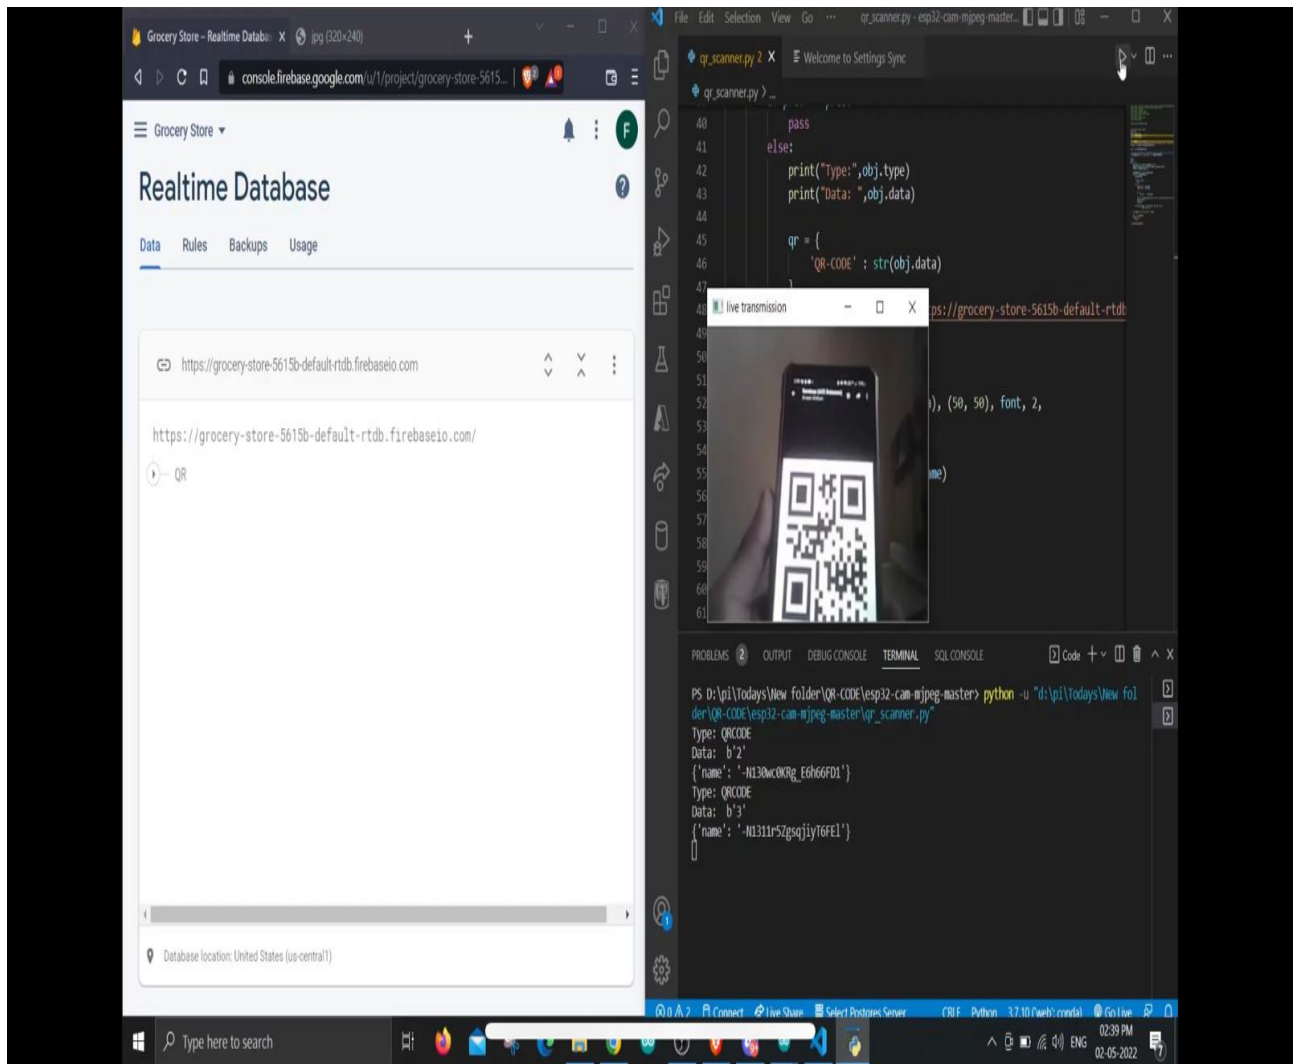 Grocery Store – Realtime Databa: X
jpg (320×240)
+
console.firebase.google.com/u/1/project/grocery-store-5615...
Grocery Store
F
Realtime Database
Data Rules Backups Usage
https://grocery-store-5615b-default-rtdb.firebaseio.com
https://grocery-store-5615b-default-rtdb.firebaseio.com/
QR
Database location: United States (us-central1)
File Edit Selection View Go ··· qr_scanner.py - esp32-cam-mjpeg-master...
qr_scanner.py 2 X Welcome to Settings Sync
qr_scanner.py > ...
40 pass
41 else:
42 print("Type:",obj.type)
43 print("Data: ",obj.data)
44
45 qr = {
46 'QR-CODE' : str(obj.data)
47
48 ps://grocery-store-5615b-default-rtdb
49
50
51
52 ), (50, 50), font, 2,
53
54
55 me)
56
57
58
59
60
61
live transmission
PROBLEMS 2 OUTPUT DEBUG CONSOLE TERMINAL SQL CONSOLE Code
PS D:\pi\Todays\New folder\QR-CODE\esp32-cam-mjpeg-master> python -u "d:\pi\Todays\New fol
der\QR-CODE\esp32-cam-mjpeg-master\qr_scanner.py"
Type: QRCODE
Data: b'2'
{'name': '-N130wc0KRg_E6h66FD1'}
Type: QRCODE
Data: b'3'
{'name': '-N1311r5ZgsqjiyT6FEl'}
0 2 Connect Live Share Select Postgres Server CRLF Python 3.7.10 ('web': conda) Go Live
Type here to search
ENG
02:39 PM
02-05-2022